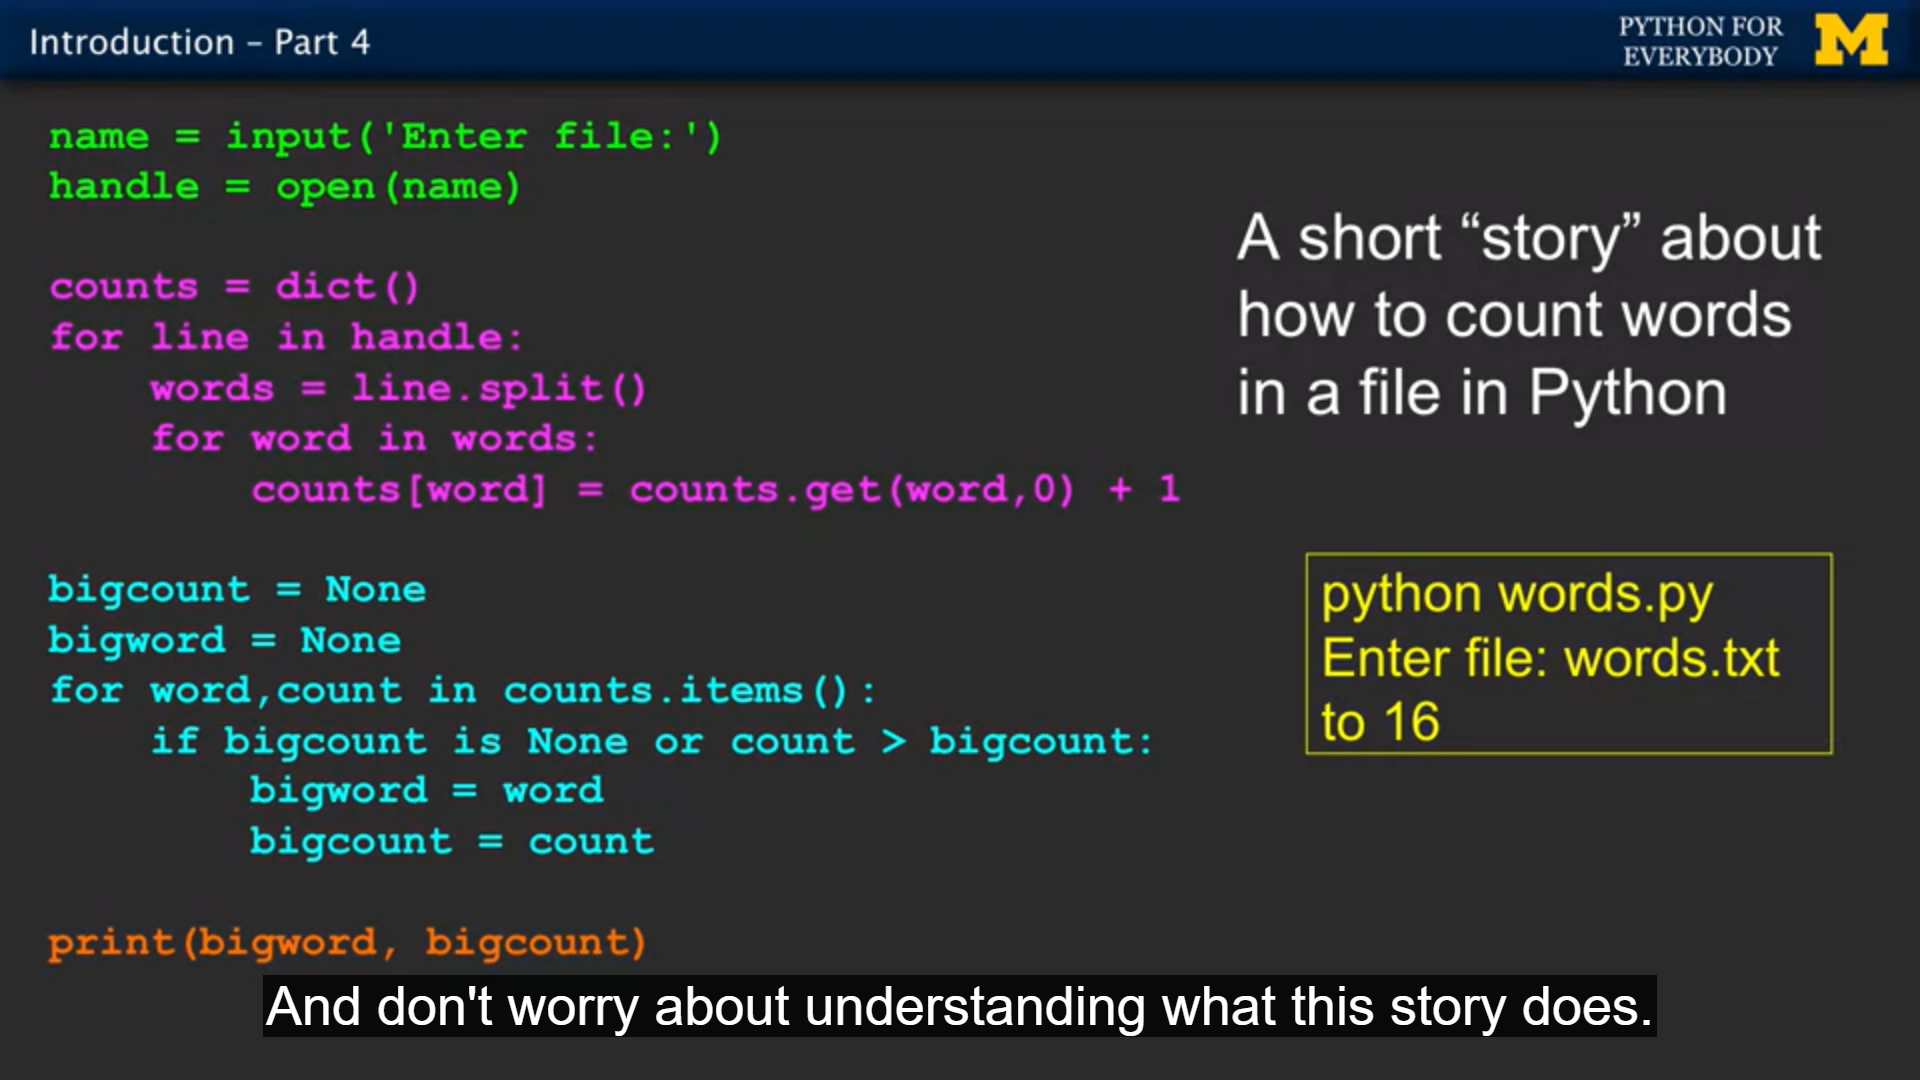 Introduction – Part 4
PYTHON FOR
EVERYBODY
M
name = input('Enter file:')
handle = open(name)
counts = dict()
for line in handle:
    words = line.split()
    for word in words:
        counts[word] = counts.get(word,0) + 1
bigcount = None
bigword = None
for word,count in counts.items():
    if bigcount is None or count > bigcount:
        bigword = word
        bigcount = count
print(bigword, bigcount)
A short “story” about
how to count words
in a file in Python
python words.py
Enter file: words.txt
to 16
And don't worry about understanding what this story does.